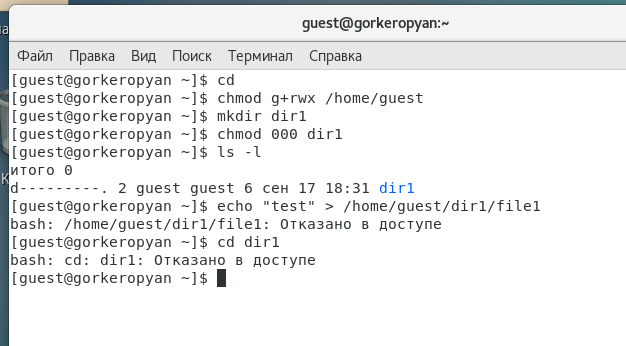 guest@gorkeropyan:~
Файл Правка Вид Поиск Терминал Справка
[guest@gorkeropyan ~]$ cd
[guest@gorkeropyan ~]$ chmod g+rwx /home/guest
[guest@gorkeropyan ~]$ mkdir dir1
[guest@gorkeropyan ~]$ chmod 000 dir1
[guest@gorkeropyan ~]$ ls -l
итого 0
d---------. 2 guest guest 6 сен 17 18:31 dir1
[guest@gorkeropyan ~]$ echo "test" > /home/guest/dir1/file1
bash: /home/guest/dir1/file1: Отказано в доступе
[guest@gorkeropyan ~]$ cd dir1
bash: cd: dir1: Отказано в доступе
[guest@gorkeropyan ~]$